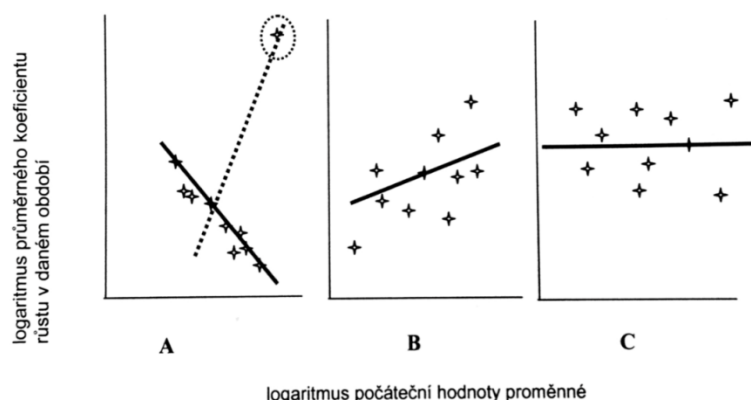 logaritmus průměrného koeficientu
růstu v daném období
A
B
C
logaritmus počáteční hodnoty proměnné